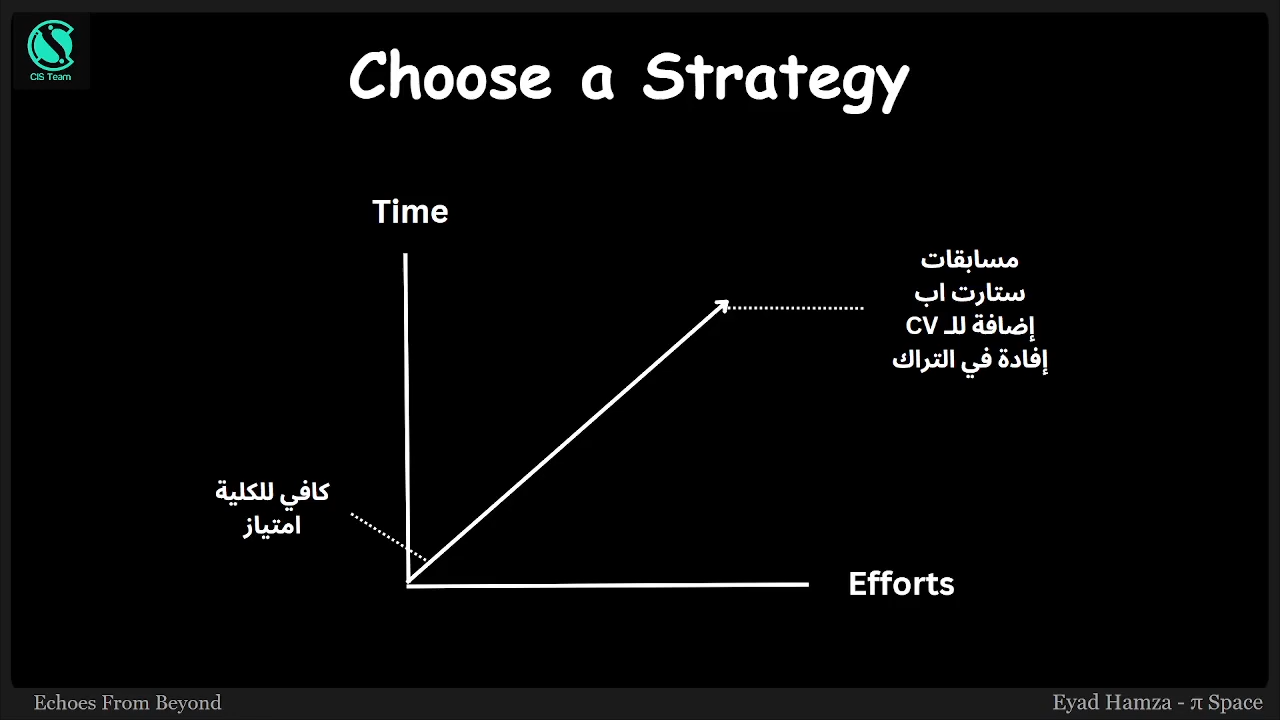 CIS Team
Choose a Strategy
Time
مسابقات
ستارت اب
إضافة للـ CV
إفادة في التراك
كافي للكلية
امتياز
Efforts
Echoes From Beyond
Eyad Hamza - π Space